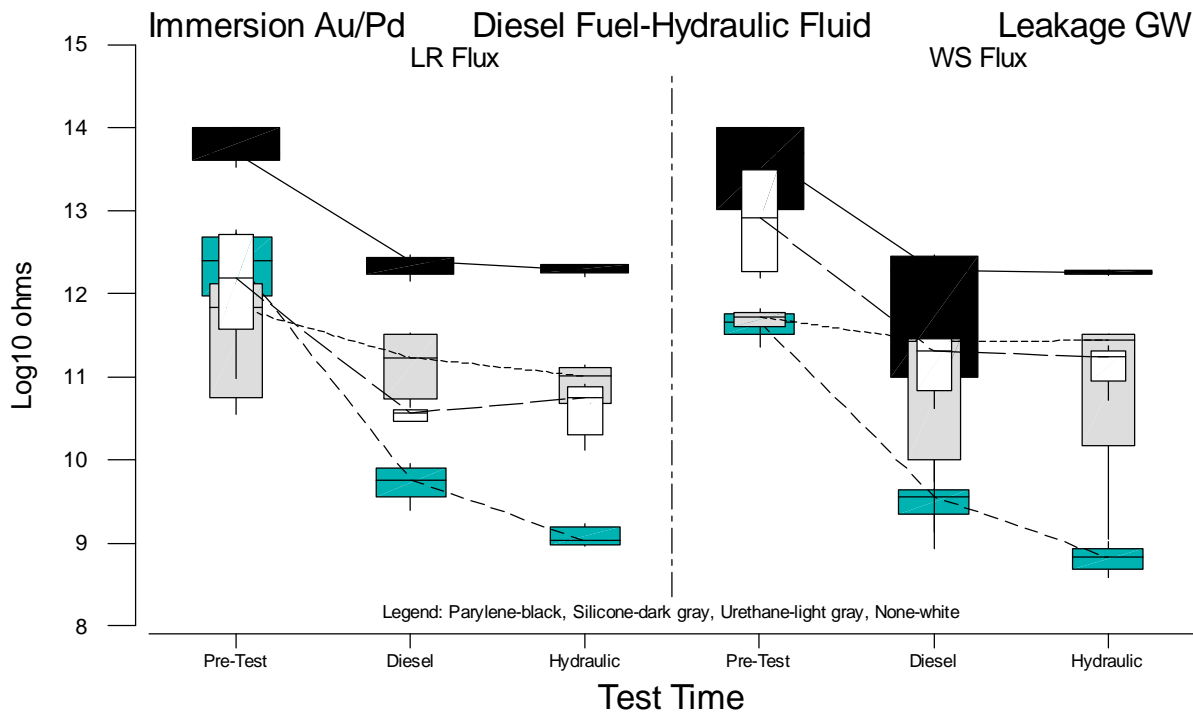 Immersion Au/Pd Diesel Fuel-Hydraulic Fluid Leakage GW
LR Flux WS Flux
15
14
13
12
11
10
9
8
Log10 ohms
Legend: Parylene-black, Silicone-dark gray, Urethane-light gray, None-white
Pre-Test Diesel Hydraulic Pre-Test Diesel Hydraulic
Test Time